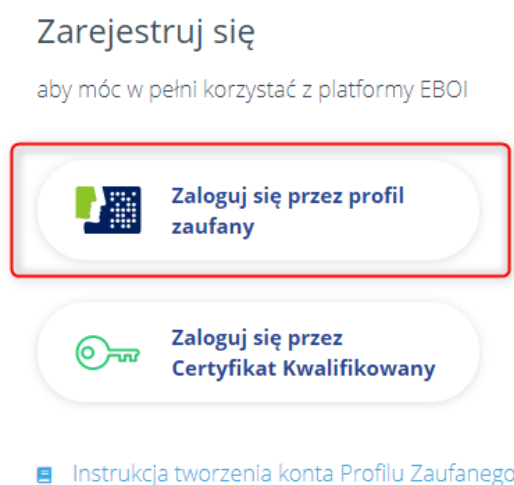 Zarejestruj się
aby móc w pełni korzystać z platformy EBOI
Zaloguj się przez profil
zaufany
Zaloguj się przez
Certyfikat Kwalifikowany
Instrukcja tworzenia konta Profilu Zaufanego